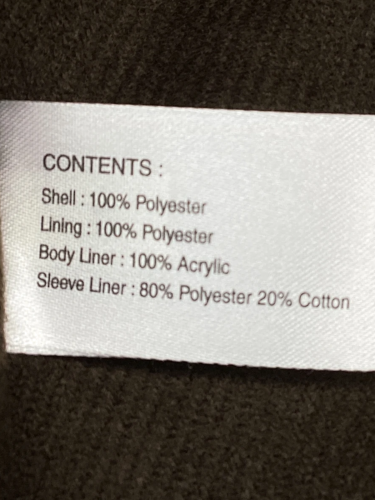 CONTENTS :
Shell : 100% Polyester
Lining : 100% Polyester
Body Liner : 100% Acrylic
Sleeve Liner : 80% Polyester 20% Cotton